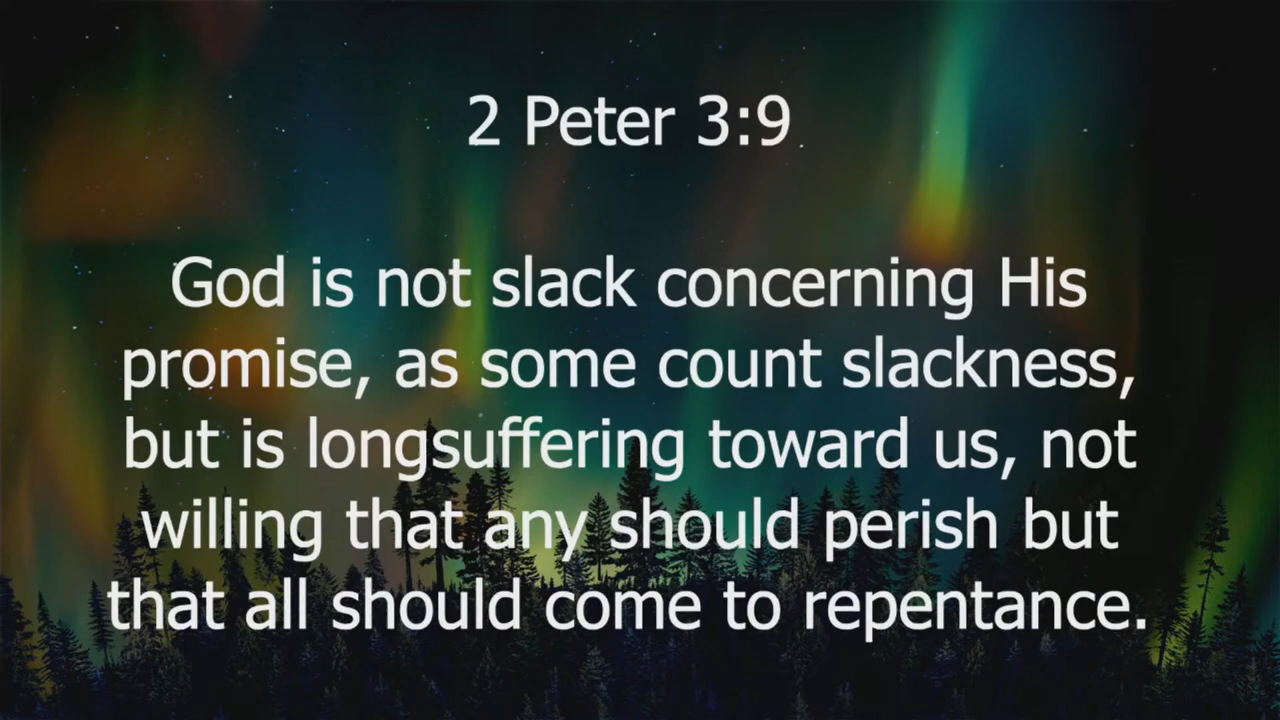 2 Peter 3:9
God is not slack concerning His
promise, as some count slackness,
but is longsuffering toward us, not
willing that any should perish but
that all should come to repentance.